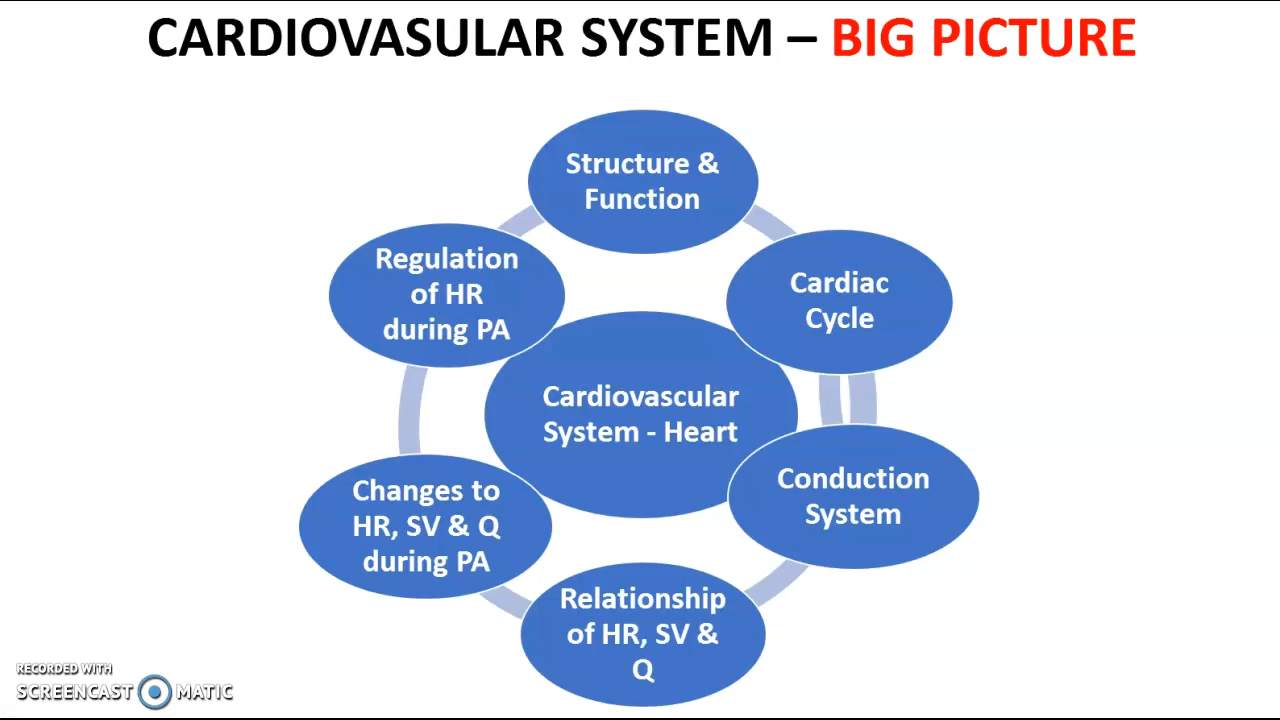 CARDIOVASULAR SYSTEM – BIG PICTURE
Structure &
Function
Cardiac
Cycle
Conduction
System
Relationship
of HR, SV &
Q
Changes to
HR, SV & Q
during PA
Regulation
of HR
during PA
Cardiovascular
System - Heart
RECORDED WITH
SCREENCAST MATIC